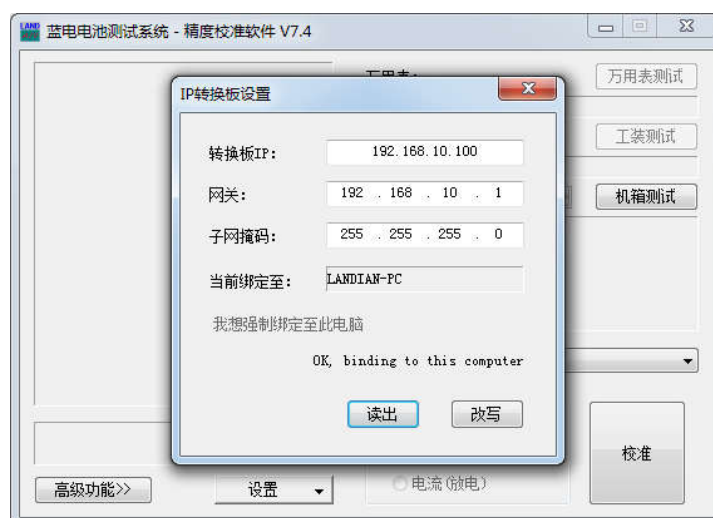 LAND
蓝电电池测试系统 - 精度校准软件 V7.4
万用表测试
IP转换板设置
转换板IP: 192.168.10.100
工装测试
网关: 192 . 168 . 10 . 1
机箱测试
子网掩码: 255 . 255 . 255 . 0
当前绑定至: LANDIAN-PC
我想强制绑定至此电脑
OK, binding to this computer
读出 改写
校准
高级功能>> 设置 电流(放电)